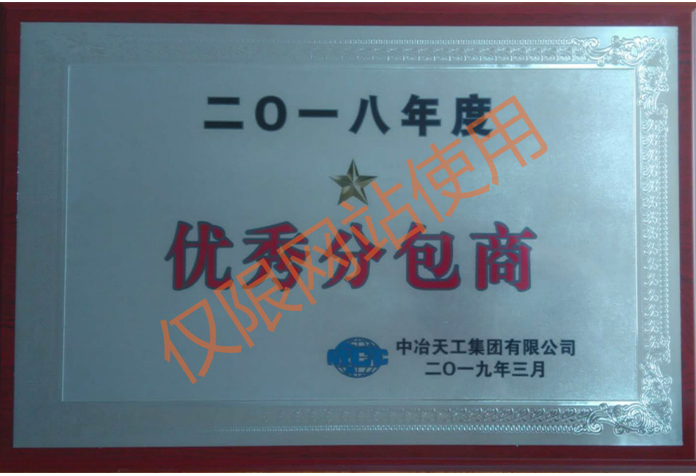 二〇一八年度
优秀分包商
仅限网站使用
MCC
中冶天工集团有限公司
二〇一九年三月